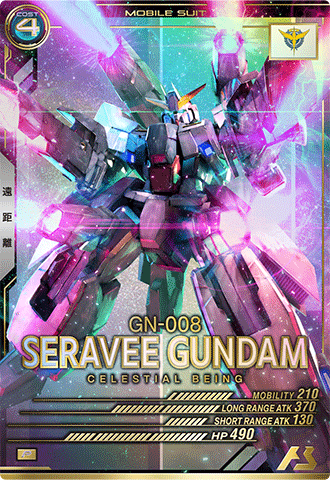 COST
4
MOBILE SUIT
遠距離
GN-008
SERAVEE GUNDAM
CELESTIAL BEING
MOBILITY 210
LONG RANGE ATK 370
SHORT RANGE ATK 130
HP 490